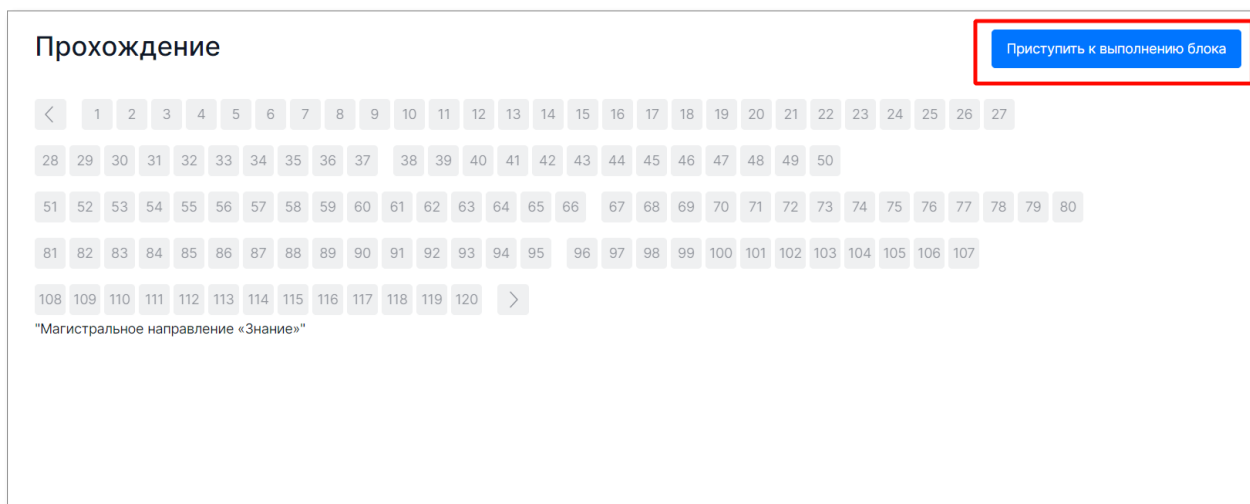 Прохождение
Приступить к выполнению блока
1 2 3 4 5 6 7 8 9 10 11 12 13 14 15 16 17 18 19 20 21 22 23 24 25 26 27
28 29 30 31 32 33 34 35 36 37 38 39 40 41 42 43 44 45 46 47 48 49 50
51 52 53 54 55 56 57 58 59 60 61 62 63 64 65 66 67 68 69 70 71 72 73 74 75 76 77 78 79 80
81 82 83 84 85 86 87 88 89 90 91 92 93 94 95 96 97 98 99 100 101 102 103 104 105 106 107
108 109 110 111 112 113 114 115 116 117 118 119 120
"Магистральное направление «Знание»"